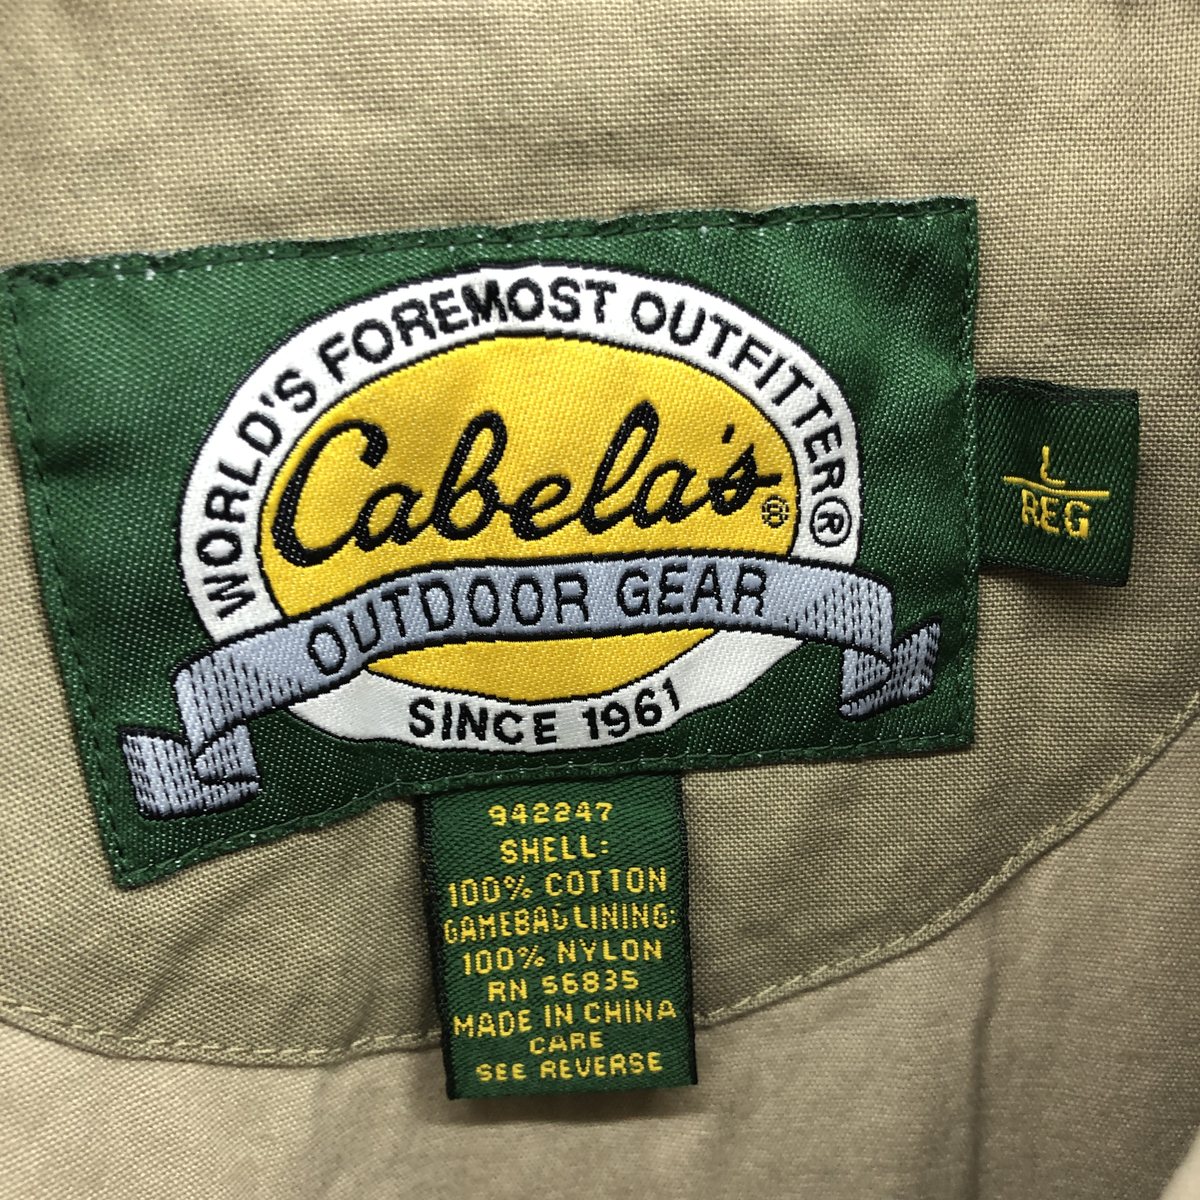 WORLD'S FOREMOST OUTFITTER®
Cabela's®
OUTDOOR GEAR
SINCE 1961
L
REG
942247
SHELL:
100% COTTON
GAMEBAG LINING:
100% NYLON
RN 56835
MADE IN CHINA
CARE
SEE REVERSE